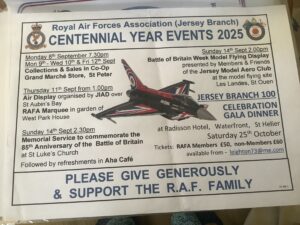 Royal Air Forces Association (Jersey Branch)
CENTENNIAL YEAR EVENTS 2025
Monday 8th September 7.30pm
Mon 9th - Wed 10th & Fri 12th Sept
Collections & Sales in Co-Op
Grand Marché Store, St Peter
Thursday 11th Sept from 1.00pm
Air Display organised by JIAD over
St Aubin's Bay
RAFA Marquee in garden of
West Park House
Sunday 14th Sept 2.30pm
Memorial Service to commemorate the
85th Anniversary of the Battle of Britain
at St Luke's Church
Followed by refreshments in Aha Café
Sunday 14th Sept 2.00pm
Battle of Britain Week Model Flying Display
presented by Members & Friends
of the Jersey Model Aero Club
at the model flying site
Les Landes, St Ouen
JERSEY BRANCH 100
CELEBRATION
GALA DINNER
at Radisson Hotel, Waterfront, St Helier
Saturday 25th October
Tickets: RAFA Members £50, non-Members £60
available from -
PLEASE GIVE GENEROUSLY
& SUPPORT THE R.A.F. FAMILY